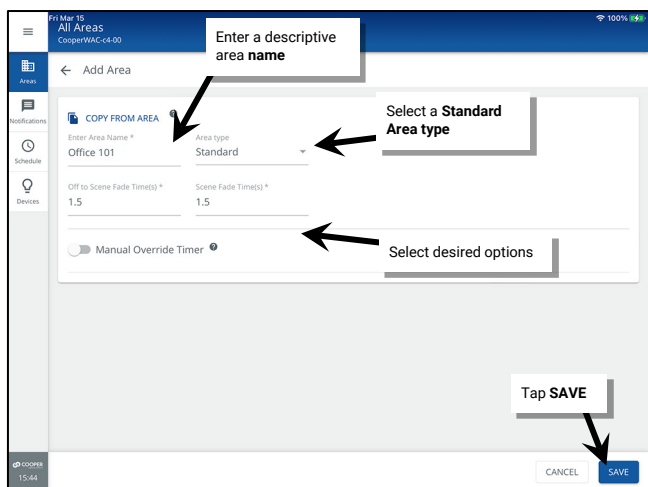 Fri Mar 15
100%
All Areas
CooperWAC-c4-00
Enter a descriptive
area name
Areas
Add Area
Notifications
COPY FROM AREA
Select a Standard
Area type
Enter Area Name *
Area type
Office 101
Standard
Schedule
Off to Scene Fade Time(s) *
Scene Fade Time(s) *
1.5
1.5
Devices
Manual Override Timer
Select desired options
Tap SAVE
COOPER
15:44
CANCEL
SAVE